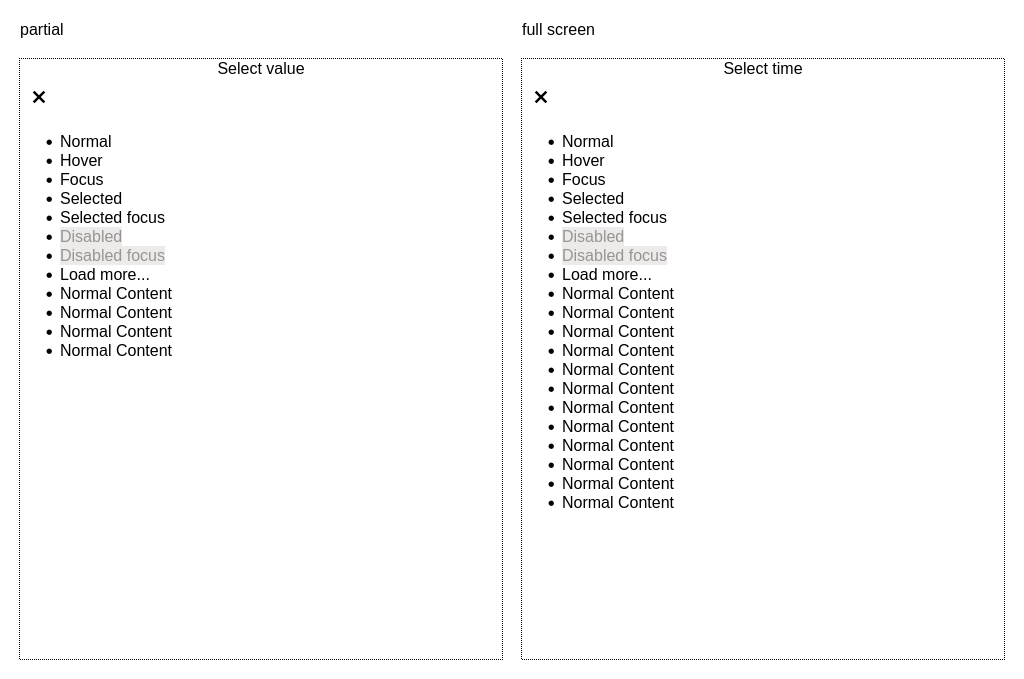 partial
Select value
Normal
Hover
Focus
Selected
Selected focus
Disabled
Disabled focus
Load more...
Normal Content
Normal Content
Normal Content
Normal Content
full screen
Select time
Normal
Hover
Focus
Selected
Selected focus
Disabled
Disabled focus
Load more...
Normal Content
Normal Content
Normal Content
Normal Content
Normal Content
Normal Content
Normal Content
Normal Content
Normal Content
Normal Content
Normal Content
Normal Content